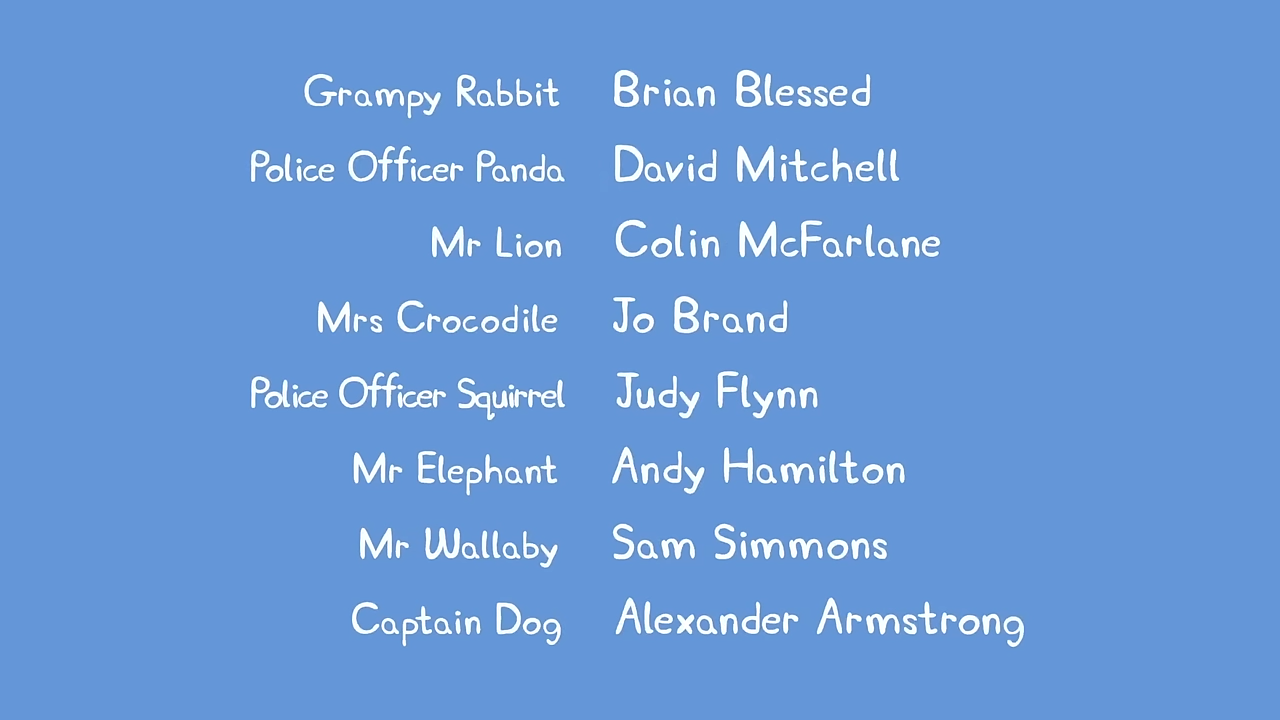 Grampy Rabbit Brian Blessed
Police Officer Panda David Mitchell
Mr Lion Colin McFarlane
Mrs Crocodile Jo Brand
Police Officer Squirrel Judy Flynn
Mr Elephant Andy Hamilton
Mr Wallaby Sam Simmons
Captain Dog Alexander Armstrong